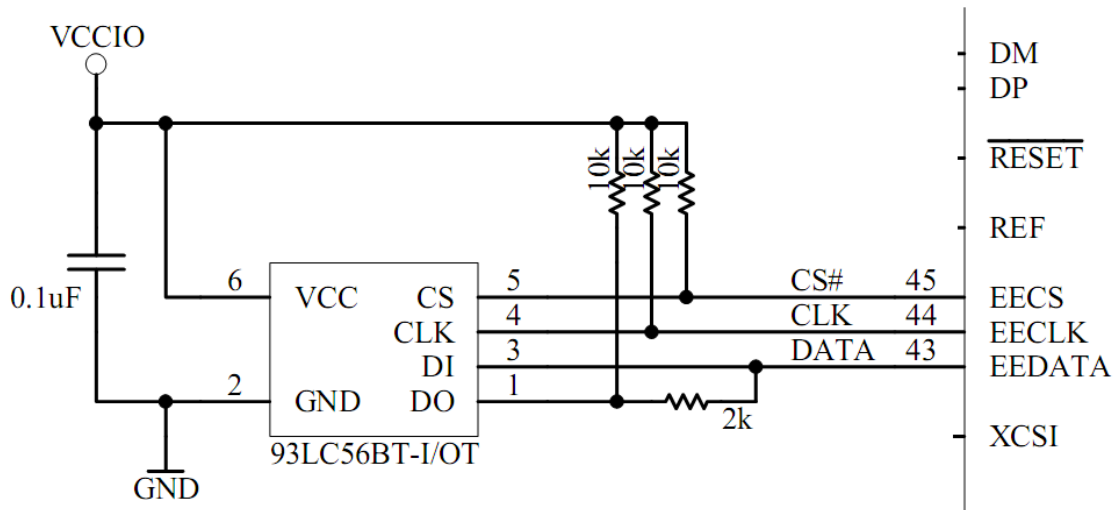 VCCIO
DM
DP
RESET
10k
10k
10k
REF
0.1uF
6
VCC
CS
5
CS#
45
EECS
CLK
4
CLK
44
EECLK
DI
3
DATA
43
EEDATA
2
GND
DO
1
2k
XCSI
93LC56BT-I/OT
GND